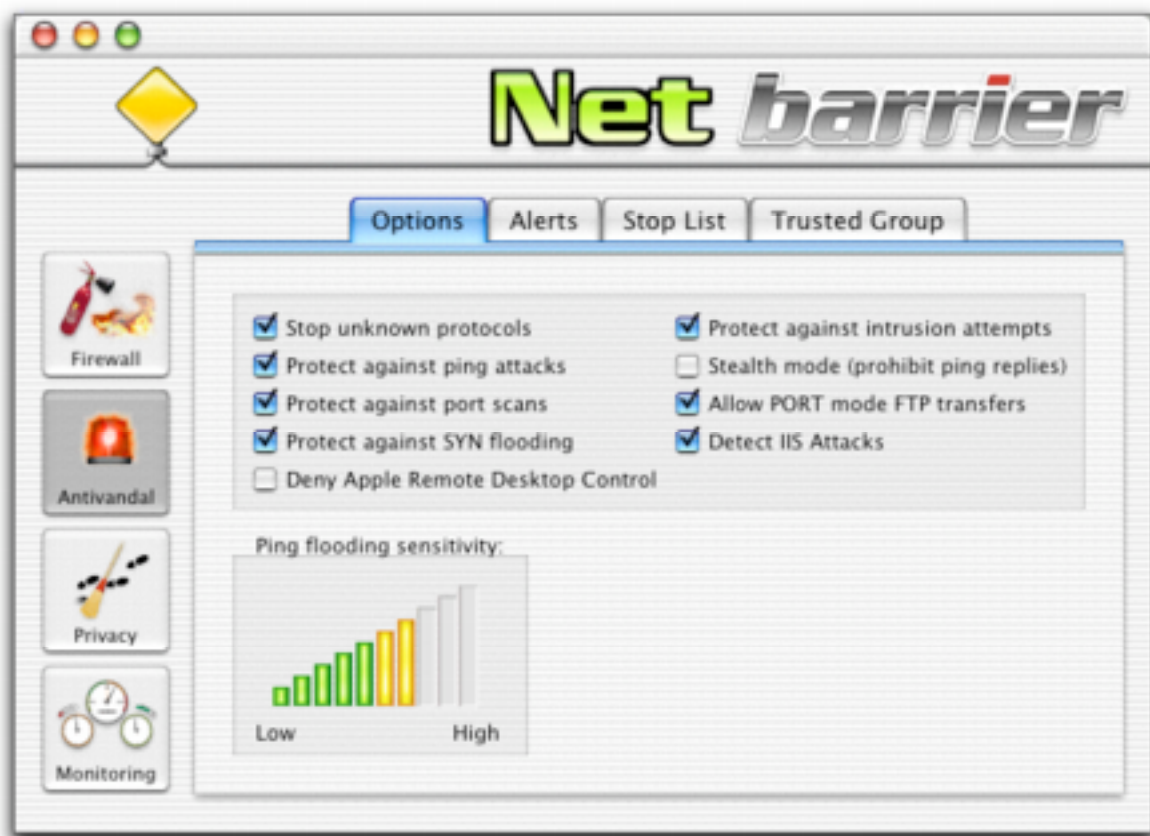 Net barrier
Options Alerts Stop List Trusted Group
Firewall
Antivandal
Privacy
Monitoring
Stop unknown protocols
Protect against ping attacks
Protect against port scans
Protect against SYN flooding
Deny Apple Remote Desktop Control
Protect against intrusion attempts
Stealth mode (prohibit ping replies)
Allow PORT mode FTP transfers
Detect IIS Attacks
Ping flooding sensitivity:
Low High